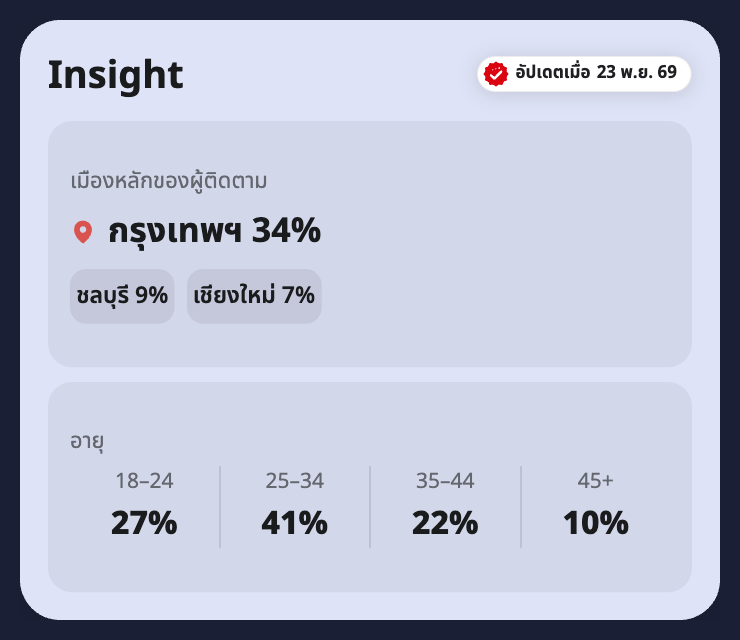 Insight
อัปเดตเมื่อ 23 พ.ย. 69
เมืองหลักของผู้ติดตาม
กรุงเทพฯ 34%
ชลบุรี 9% เชียงใหม่ 7%
อายุ
18–24 25–34 35–44 45+
27% 41% 22% 10%